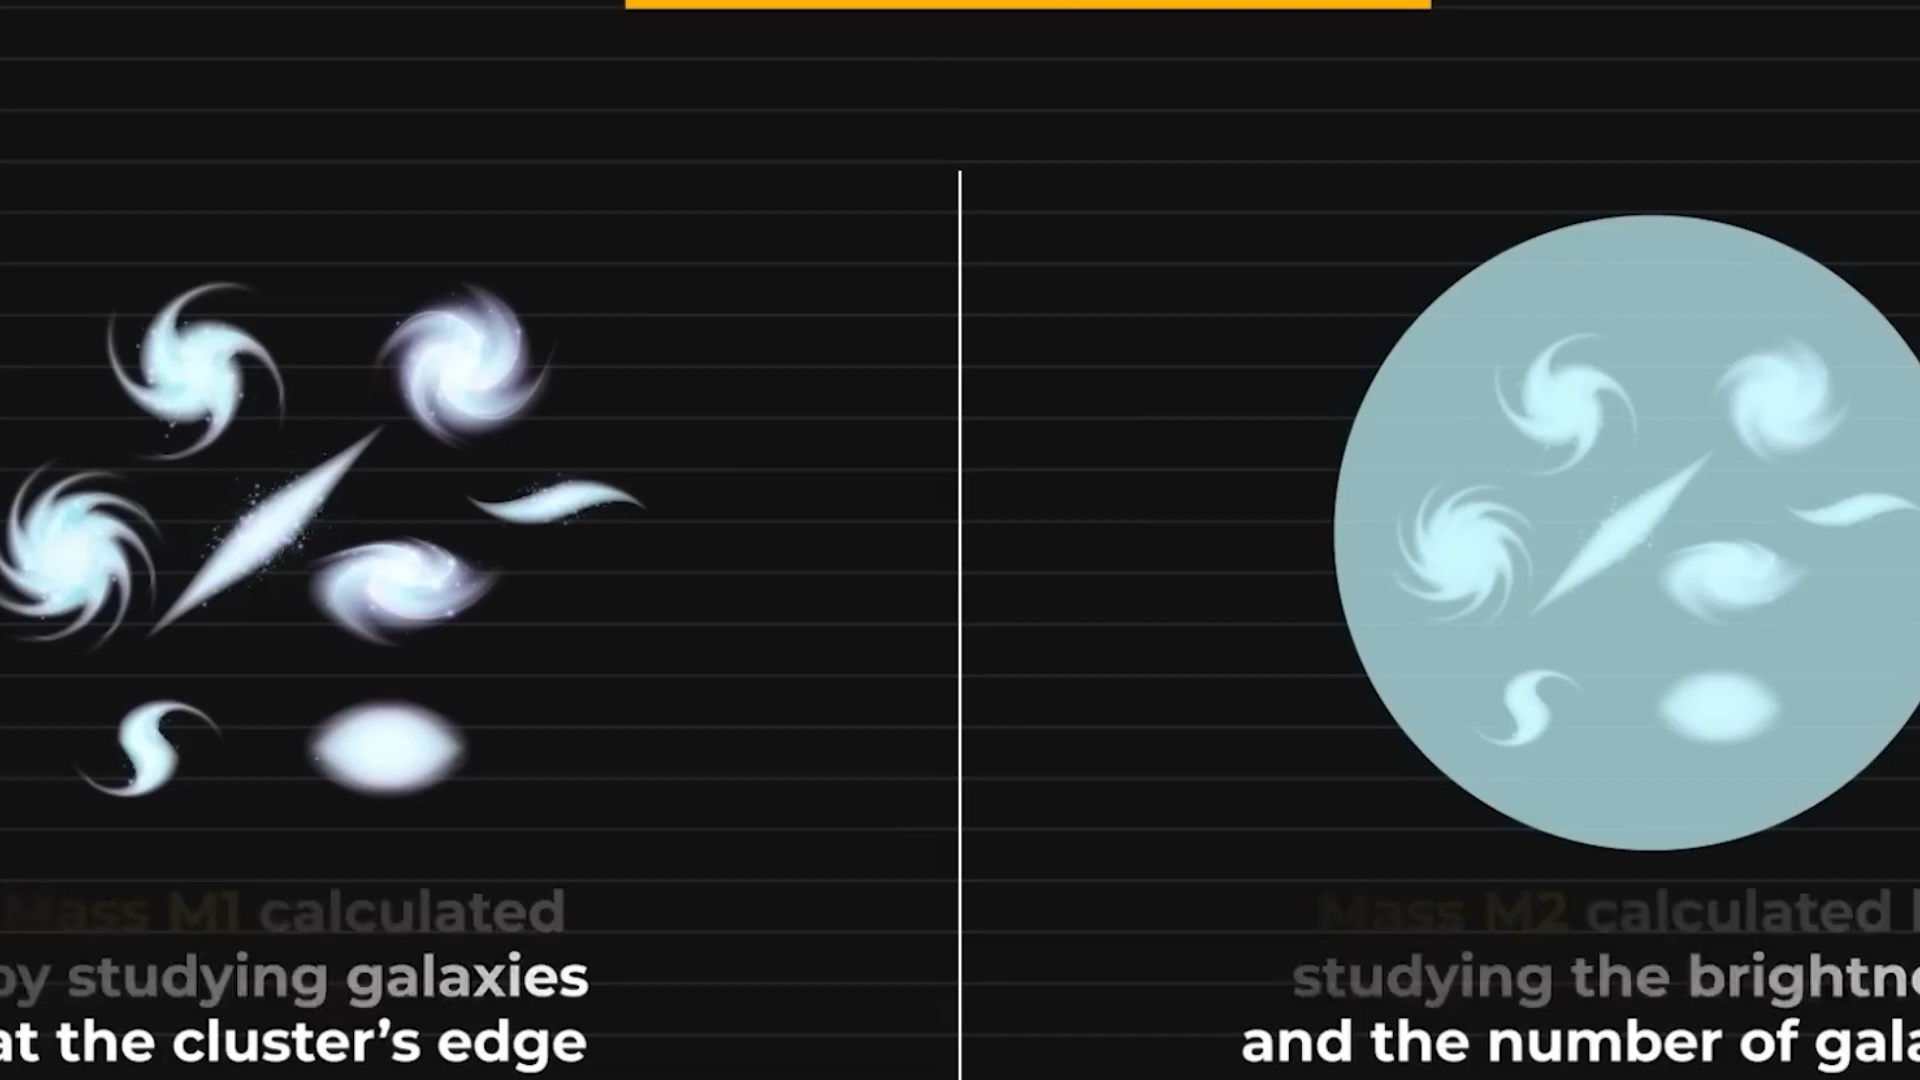 Mass M1 calculated
by studying galaxies
at the cluster's edge
Mass M2 calculated
studying the brightn
and the number of gala